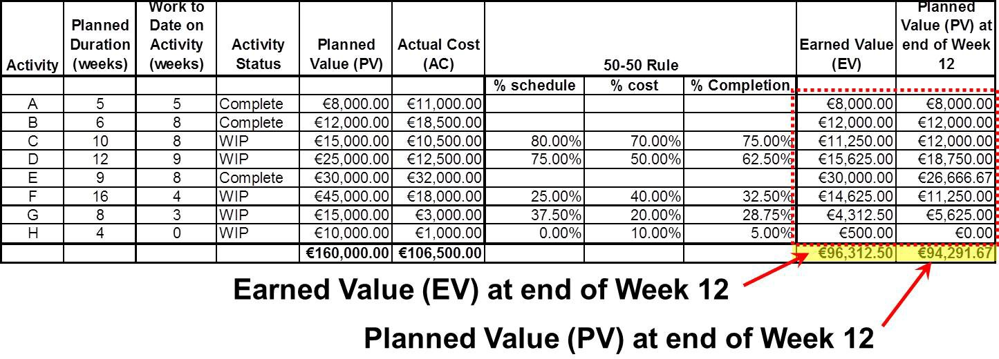 Activity Planned Duration (weeks) Work to Date on Activity (weeks) Activity Status Planned Value (PV) Actual Cost (AC) 50-50 Rule Earned Value (EV) Planned Value (PV) at end of Week 12
% schedule % cost % Completion
A 5 5 Complete €8,000.00 €11,000.00 €8,000.00 €8,000.00
B 6 8 Complete €12,000.00 €18,500.00 €12,000.00 €12,000.00
C 10 8 WIP €15,000.00 €10,500.00 80.00% 70.00% 75.00% €11,250.00 €12,000.00
D 12 9 WIP €25,000.00 €12,500.00 75.00% 50.00% 62.50% €15,625.00 €18,750.00
E 9 8 Complete €30,000.00 €32,000.00 €30,000.00 €26,666.67
F 16 4 WIP €45,000.00 €18,000.00 25.00% 40.00% 32.50% €14,625.00 €11,250.00
G 8 3 WIP €15,000.00 €3,000.00 37.50% 20.00% 28.75% €4,312.50 €5,625.00
H 4 0 WIP €10,000.00 €1,000.00 0.00% 10.00% 5.00% €500.00 €0.00
€160,000.00 €106,500.00 €96,312.50 €94,291.67
Earned Value (EV) at end of Week 12
Planned Value (PV) at end of Week 12